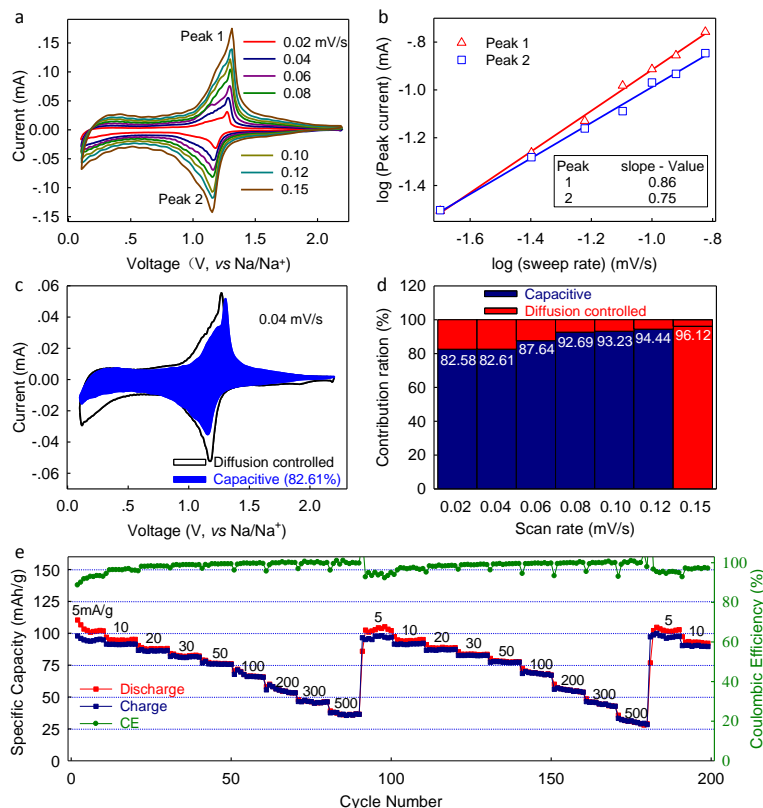 a
Current (mA)
.15
.10
.05
0.00
-.05
-.10
-.15
Peak 1
Peak 2
0.02 mV/s
0.04
0.06
0.08
0.10
0.12
0.15
0.0 0.5 1.0 1.5 2.0
Voltage (V, vs Na/Na⁺)
b
log (Peak current) (mA)
-.8
-1.0
-1.2
-1.4
Peak 1
Peak 2
Peak slope - Value
1 0.86
2 0.75
-1.6 -1.4 -1.2 -1.0 -.8
log (sweep rate) (mV/s)
c
Current (mA)
.06
.04
.02
0.00
-.02
-.04
-.06
0.04 mV/s
Diffusion controlled
Capacitive (82.61%)
0.0 0.5 1.0 1.5 2.0
Voltage (V, vs Na/Na⁺)
d
Contribution ration (%)
120
100
80
60
40
20
0
Capacitive
Diffusion controlled
82.58 82.61 87.64 92.69 93.23 94.44 96.12
0.02 0.04 0.06 0.08 0.10 0.12 0.15
Scan rate (mV/s)
e
Specific Capacity (mAh/g)
150
125
100
75
50
25
0
5mA/g 10 20 30 50 100 200 300 500 5 10 20 30 50 100 200 300 500 5 10
Discharge
Charge
CE
100
80
60
40
20
0
Coulombic Efficiency (%)
0 50 100 150 200
Cycle Number